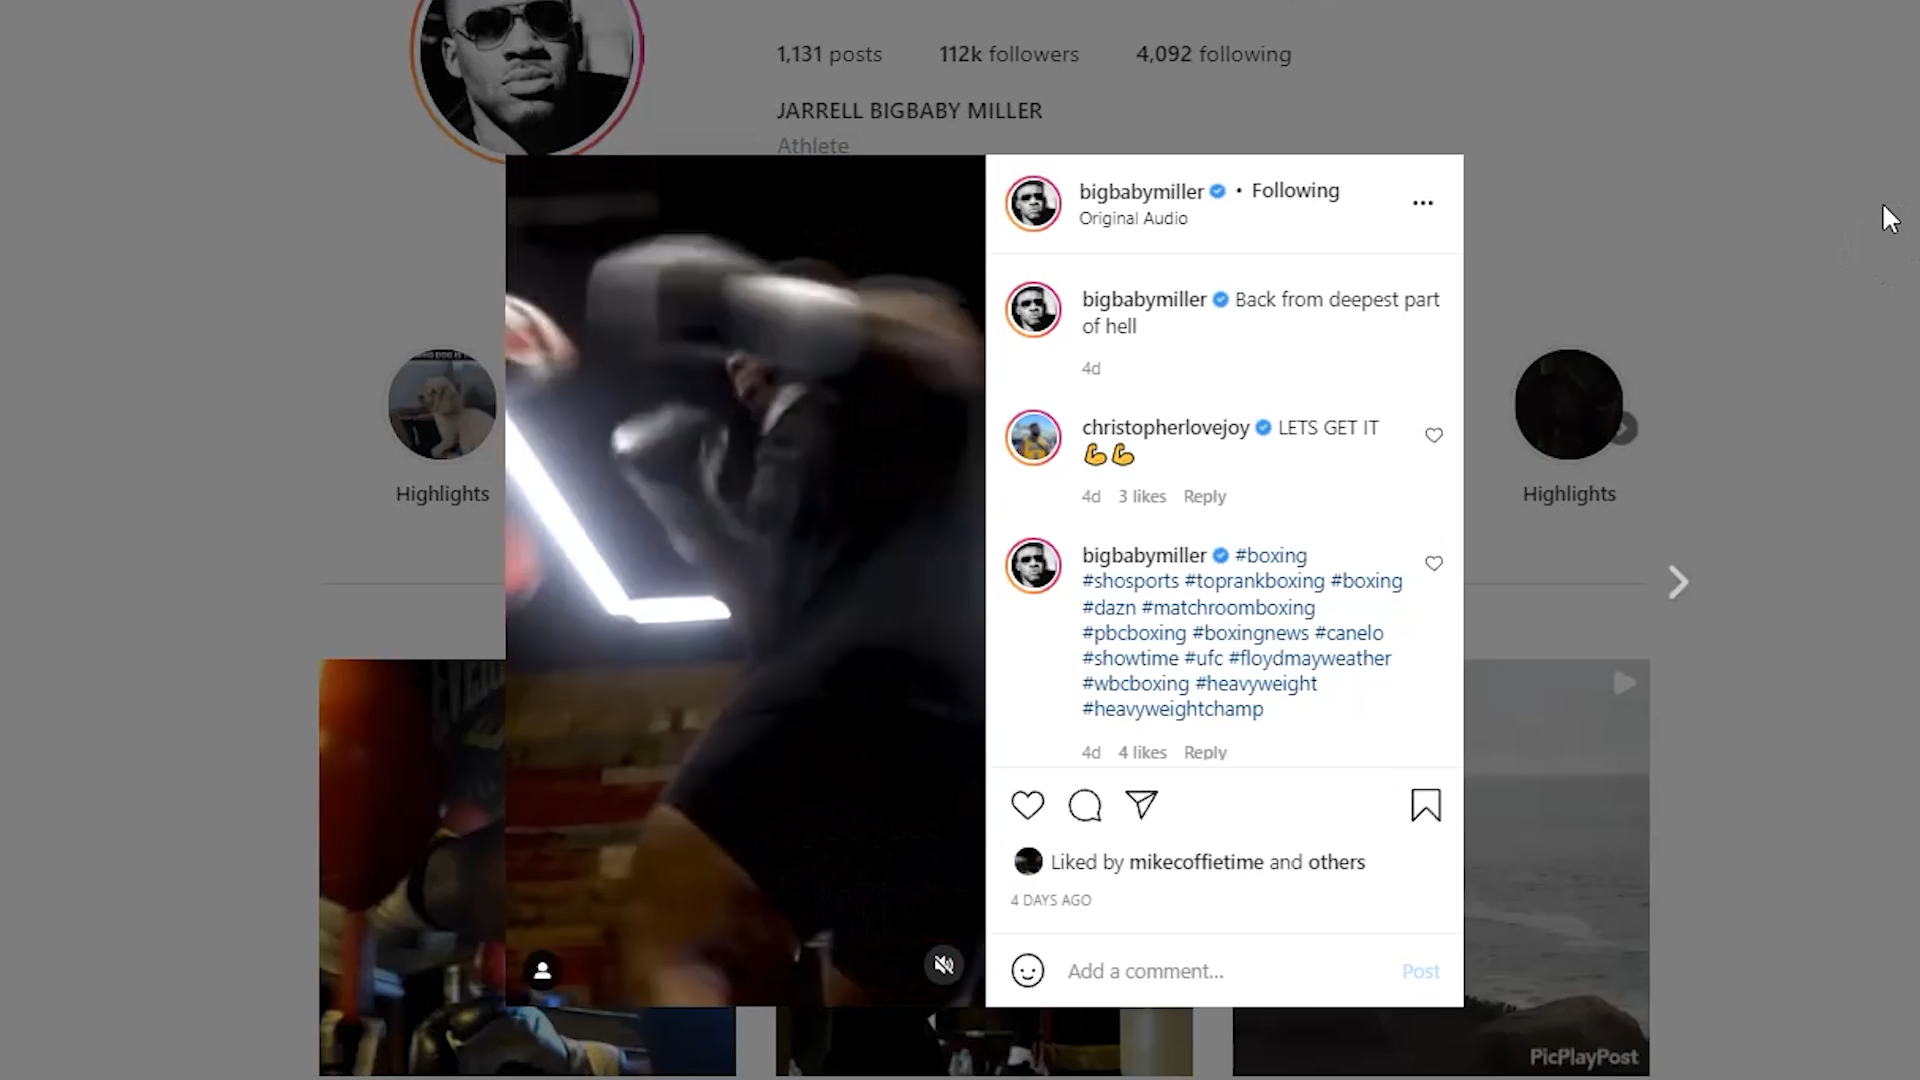 1,131 posts 112k followers 4,092 following
JARRELL BIGBABY MILLER
Athlete
bigbabymiller • Following
Original Audio
bigbabymiller Back from deepest part
of hell
4d
christopherlovejoy LETS GET IT
💪💪
4d 3 likes Reply
bigbabymiller #boxing
#shosports #toprankboxing #boxing
#dazn #matchroomboxing
#pbcboxing #boxingnews #canelo
#showtime #ufc #floydmayweather
#wbcboxing #heavyweight
#heavyweightchamp
4d 4 likes Reply
Liked by mikecoffietime and others
4 DAYS AGO
Add a comment... Post
Highlights
Highlights
PicPlayPost